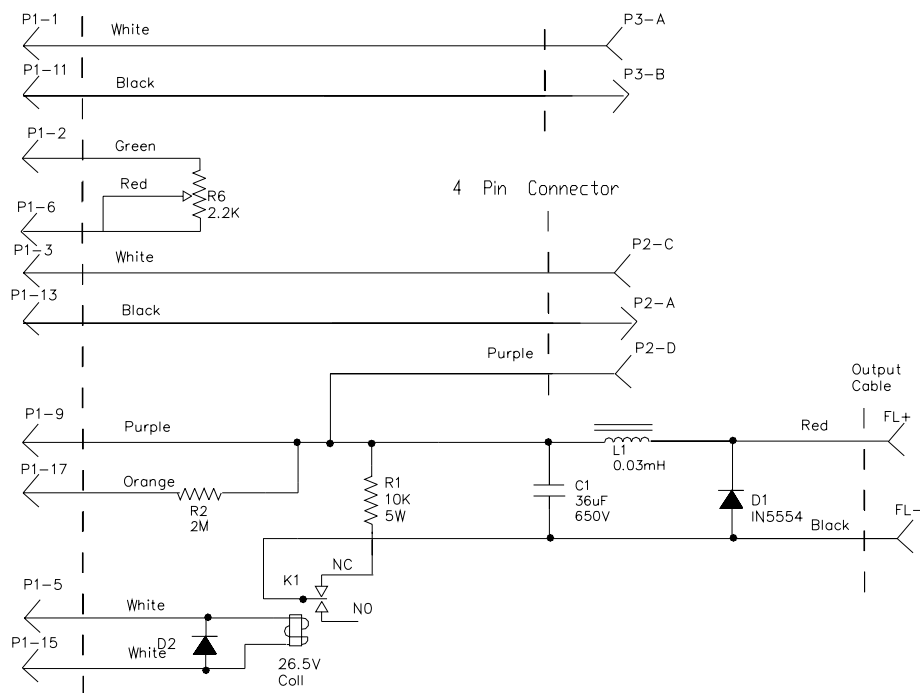 P1-1
White
P3-A
P1-11
Black
P3-B
P1-2
Green
Red
R6
2.2K
4 Pin Connector
P1-6
P1-3
White
P2-C
P1-13
Black
P2-A
Purple
P2-D
Output
Cable
P1-9
Purple
Red
FL+
P1-17
Orange
R2
2M
R1
10K
5W
L1
0.03mH
C1
36uF
650V
D1
IN5554
Black
FL-
NC
K1
NO
P1-5
White
P1-15
White
D2
26.5V
Coll